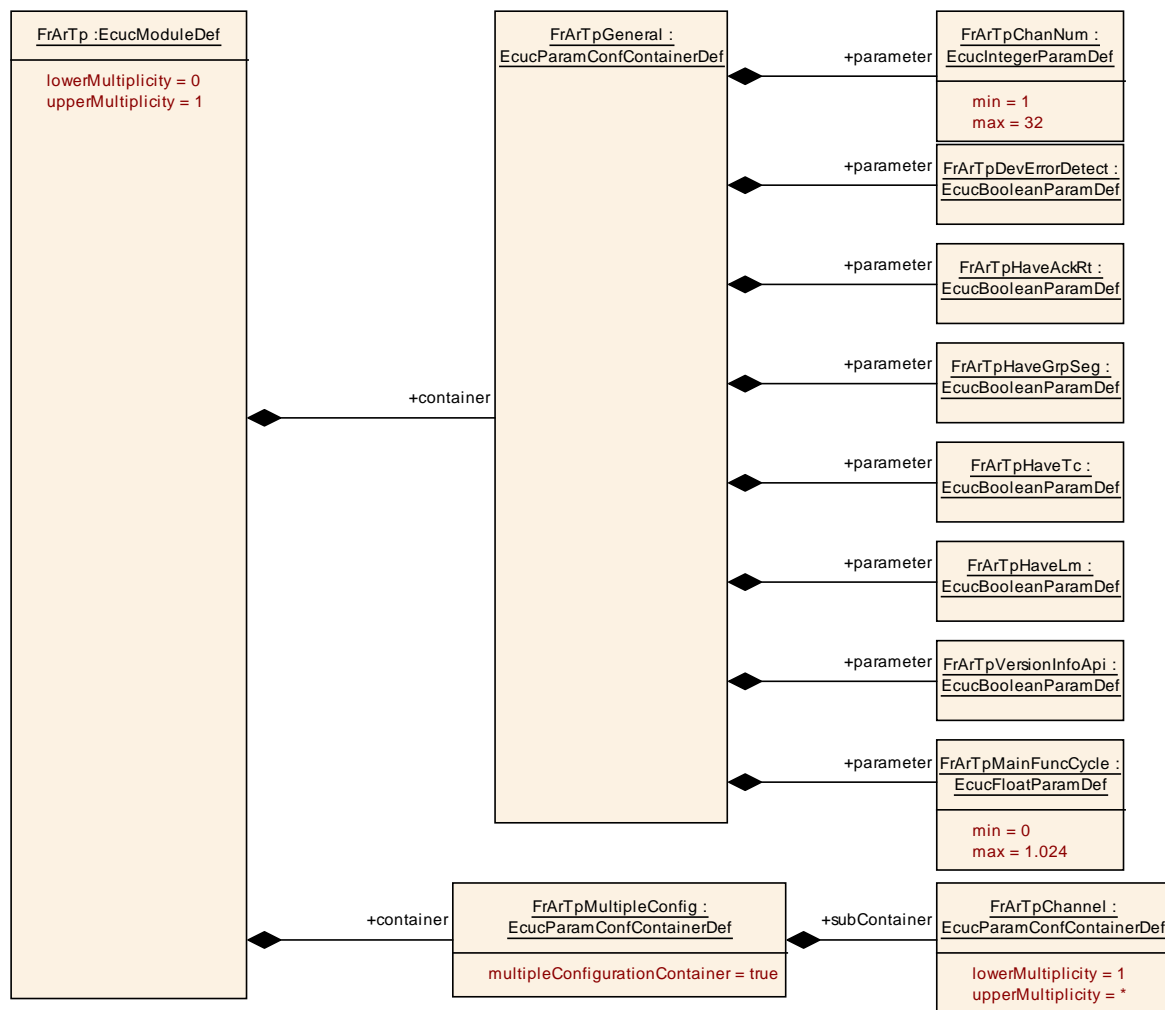 FrArTp :EcucModuleDef
lowerMultiplicity = 0
upperMultiplicity = 1
+container
FrArTpGeneral :
EcucParamConfContainerDef
+parameter
FrArTpChanNum :
EcucIntegerParamDef
min = 1
max = 32
+parameter
FrArTpDevErrorDetect :
EcucBooleanParamDef
+parameter
FrArTpHaveAckRt :
EcucBooleanParamDef
+parameter
FrArTpHaveGrpSeg :
EcucBooleanParamDef
+parameter
FrArTpHaveTc :
EcucBooleanParamDef
+parameter
FrArTpHaveLm :
EcucBooleanParamDef
+parameter
FrArTpVersionInfoApi :
EcucBooleanParamDef
+parameter
FrArTpMainFuncCycle :
EcucFloatParamDef
min = 0
max = 1.024
+container
FrArTpMultipleConfig :
EcucParamConfContainerDef
multipleConfigurationContainer = true
+subContainer
FrArTpChannel :
EcucParamConfContainerDef
lowerMultiplicity = 1
upperMultiplicity = *